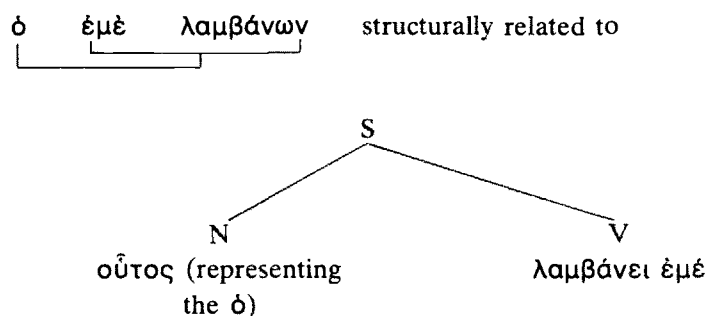 ὁ ἐμὲ λαμβάνων structurally related to
S
N V
οὗτος (representing λαμβάνει ἐμέ
the ὁ)